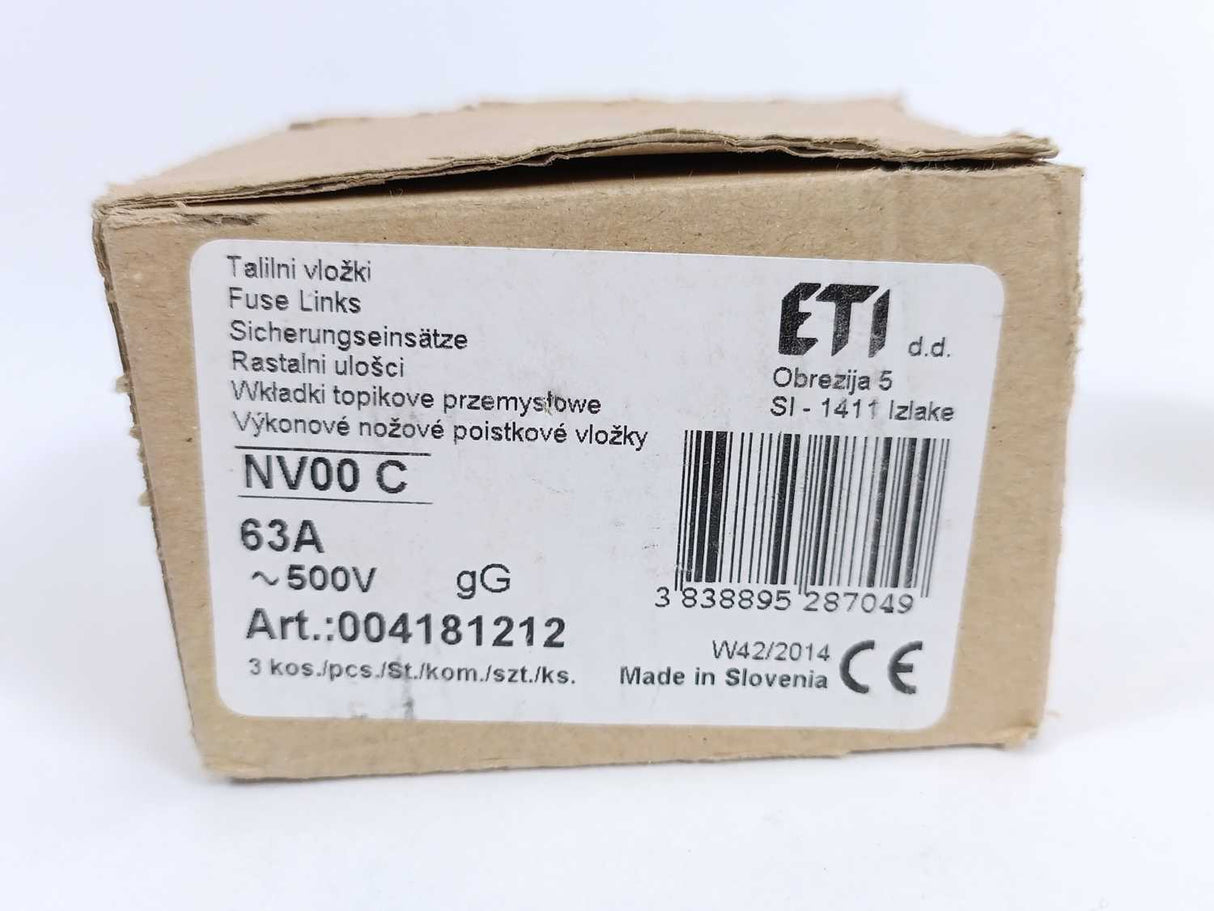 Talilni vložki
Fuse Links
Sicherungseinsätze
Rastalni ulošci
Wkładki topikove przemysłowe
Výkonové nožové poistkové vložky
NV00 C
63A
~500V gG
Art.:004181212
3 kos./pcs./St./kom./szt./ks.
ETI d.d.
Obrezija 5
SI - 1411 Izlake
3 838895 287049
W42/2014
Made in Slovenia CE